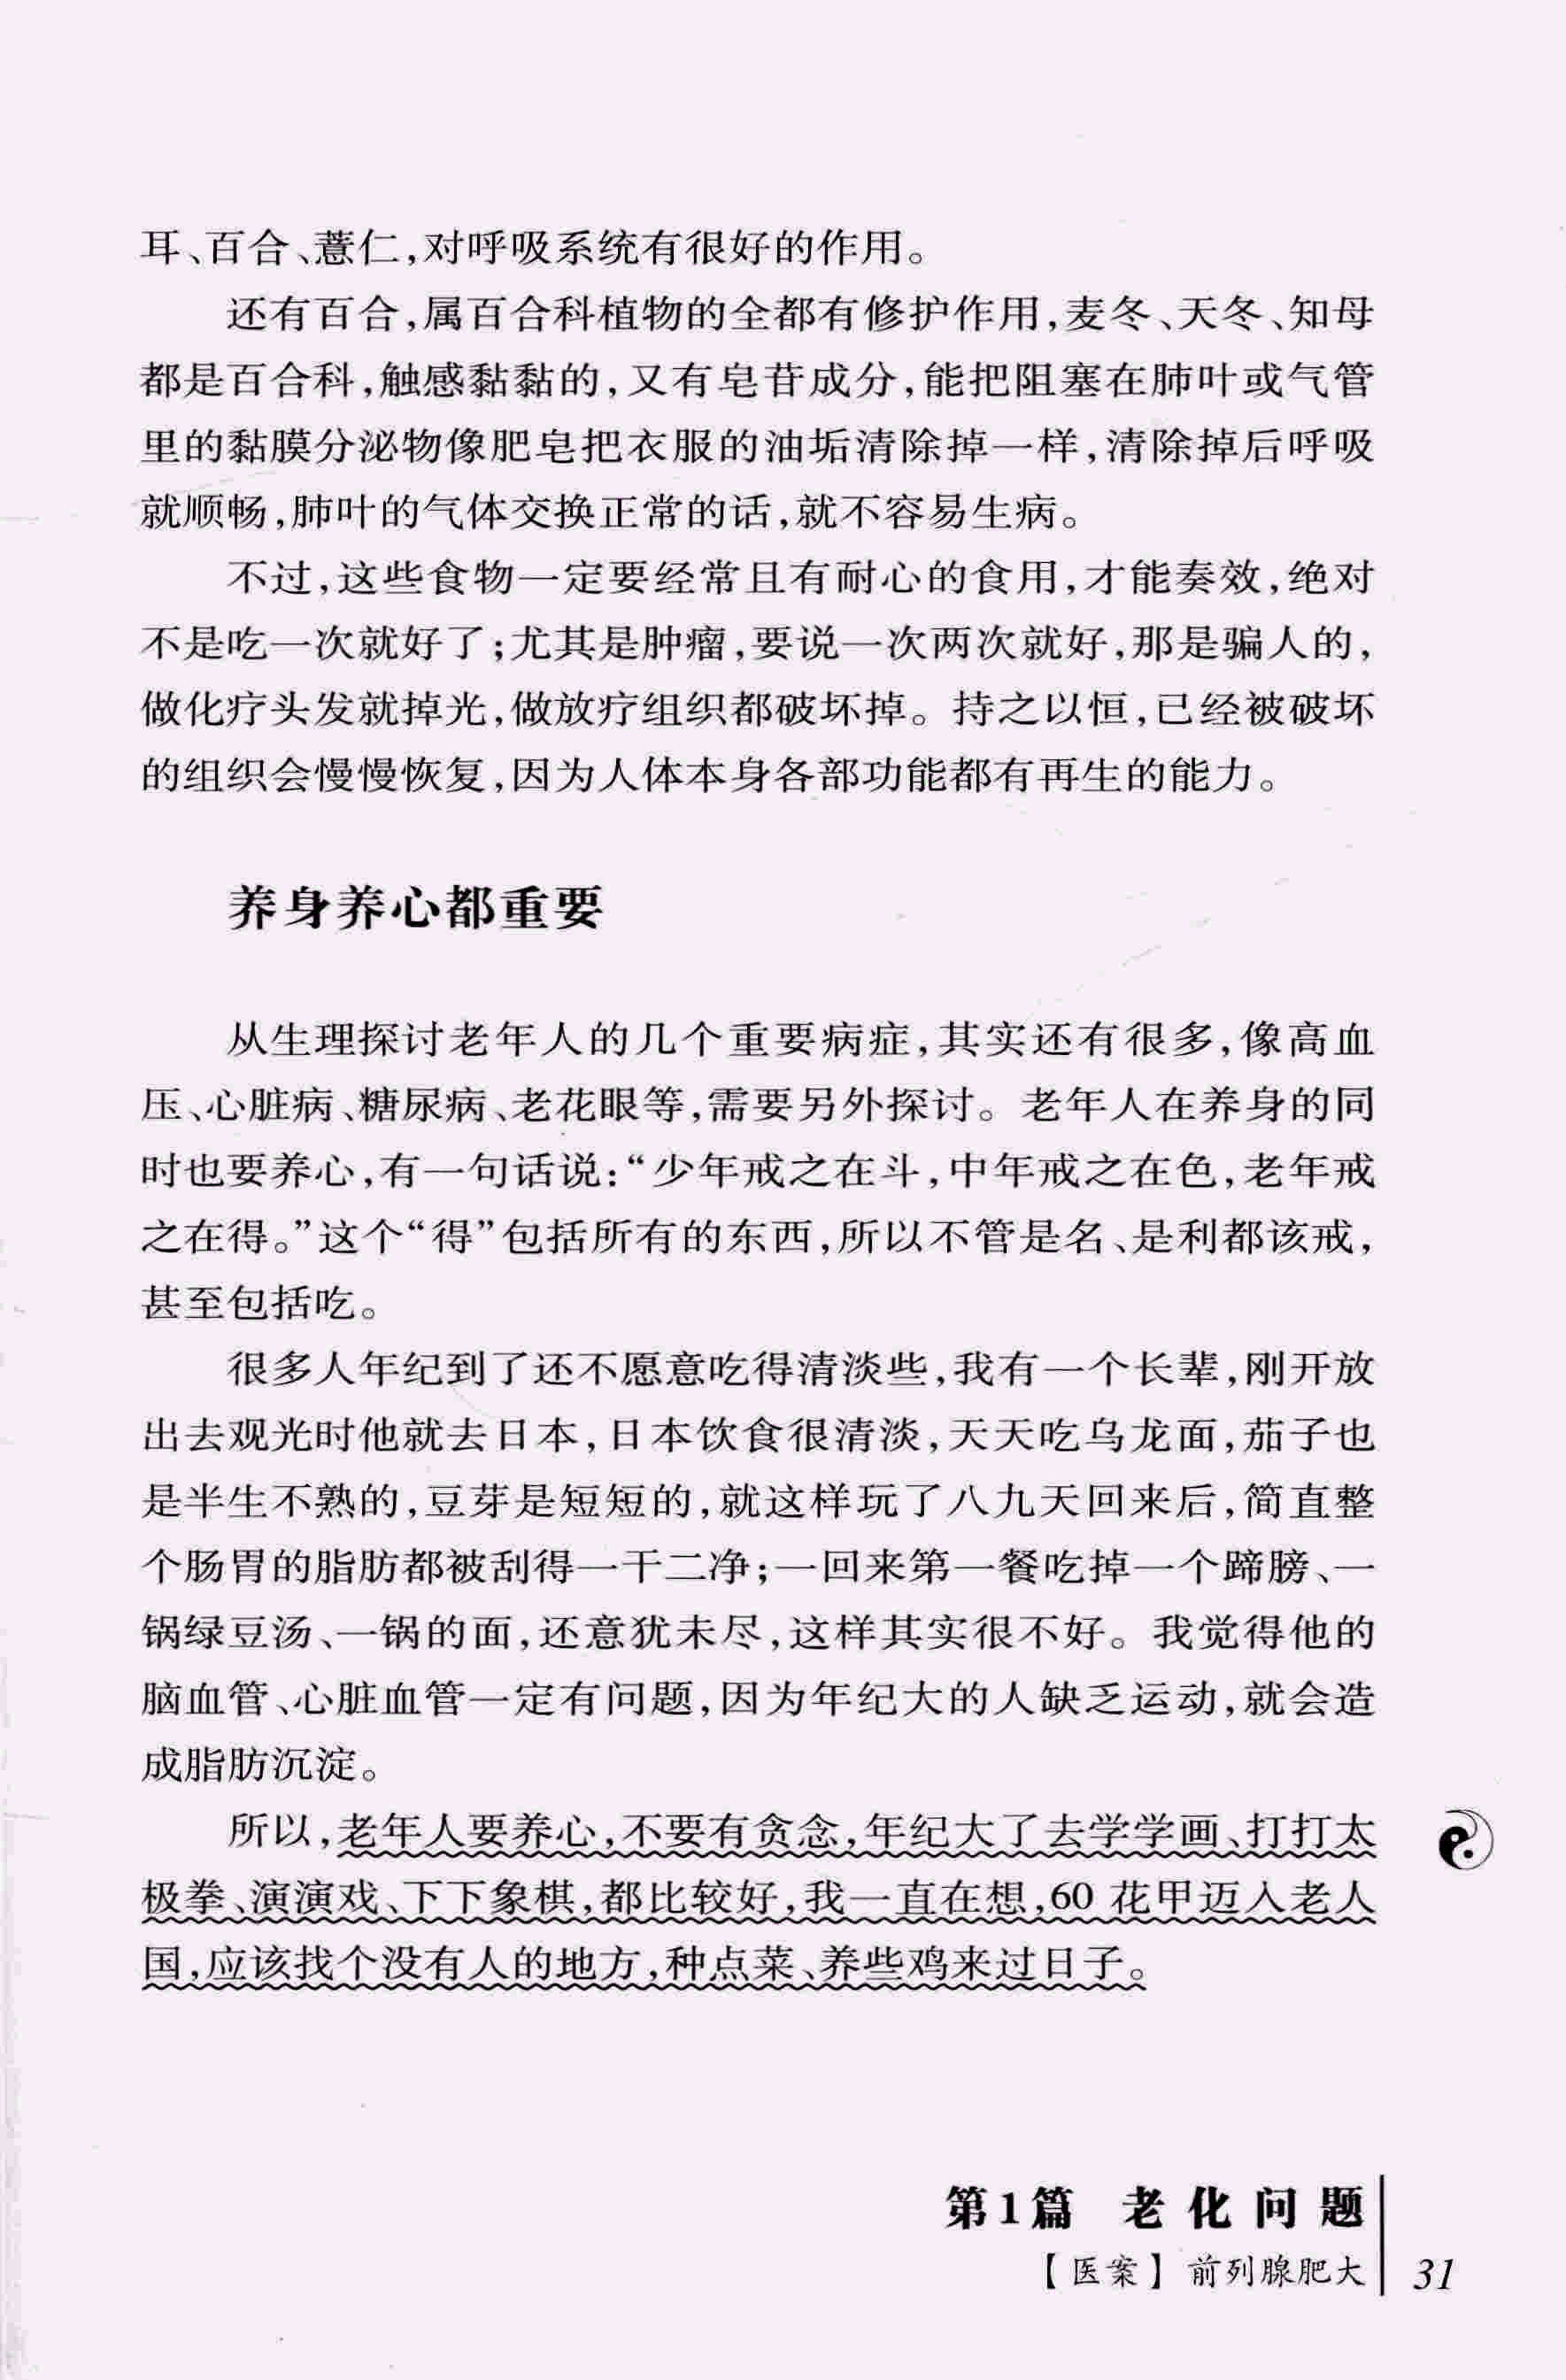 耳、百合、薏仁,对呼吸系统有很好的作用。
还有百合,属百合科植物的全都有修护作用,麦冬、天冬、知母
都是百合科,触感黏黏的,又有皂苷成分,能把阻塞在肺叶或气管
里的黏膜分泌物像肥皂把衣服的油垢清除掉一样,清除掉后呼吸
就顺畅,肺叶的气体交换正常的话,就不容易生病。
不过,这些食物一定要经常且有耐心的食用,才能奏效,绝对
不是吃一次就好了;尤其是肿瘤,要说一次两次就好,那是骗人的,
做化疗头发就掉光,做放疗组织都破坏掉。持之以恒,已经被破坏
的组织会慢慢恢复,因为人体本身各部功能都有再生的能力。
养身养心都重要
从生理探讨老年人的几个重要病症,其实还有很多,像高血
压、心脏病、糖尿病、老花眼等,需要另外探讨。老年人在养身的同
时也要养心,有一句话说:“少年戒之在斗,中年戒之在色,老年戒
之在得。”这个“得”包括所有的东西,所以不管是名、是利都该戒,
甚至包括吃。
很多人年纪到了还不愿意吃得清淡些,我有一个长辈,刚开放
出去观光时他就去日本,日本饮食很清淡,天天吃乌龙面,茄子也
是半生不熟的,豆芽是短短的,就这样玩了八九天回来后,简直整
个肠胃的脂肪都被刮得一干二净;一回来第一餐吃掉一个蹄膀、一
锅绿豆汤、一锅的面,还意犹未尽,这样其实很不好。我觉得他的
脑血管、心脏血管一定有问题,因为年纪大的人缺乏运动,就会造
成脂肪沉淀。
所以,老年人要养心,不要有贪念,年纪大了去学学画、打打太
极拳、演演戏、下下象棋,都比较好,我一直在想,60 花甲迈入老人
国,应该找个没有人的地方,种点菜、养些鸡来过日子。
第1篇 老化问题
【医案】前列腺肥大 31